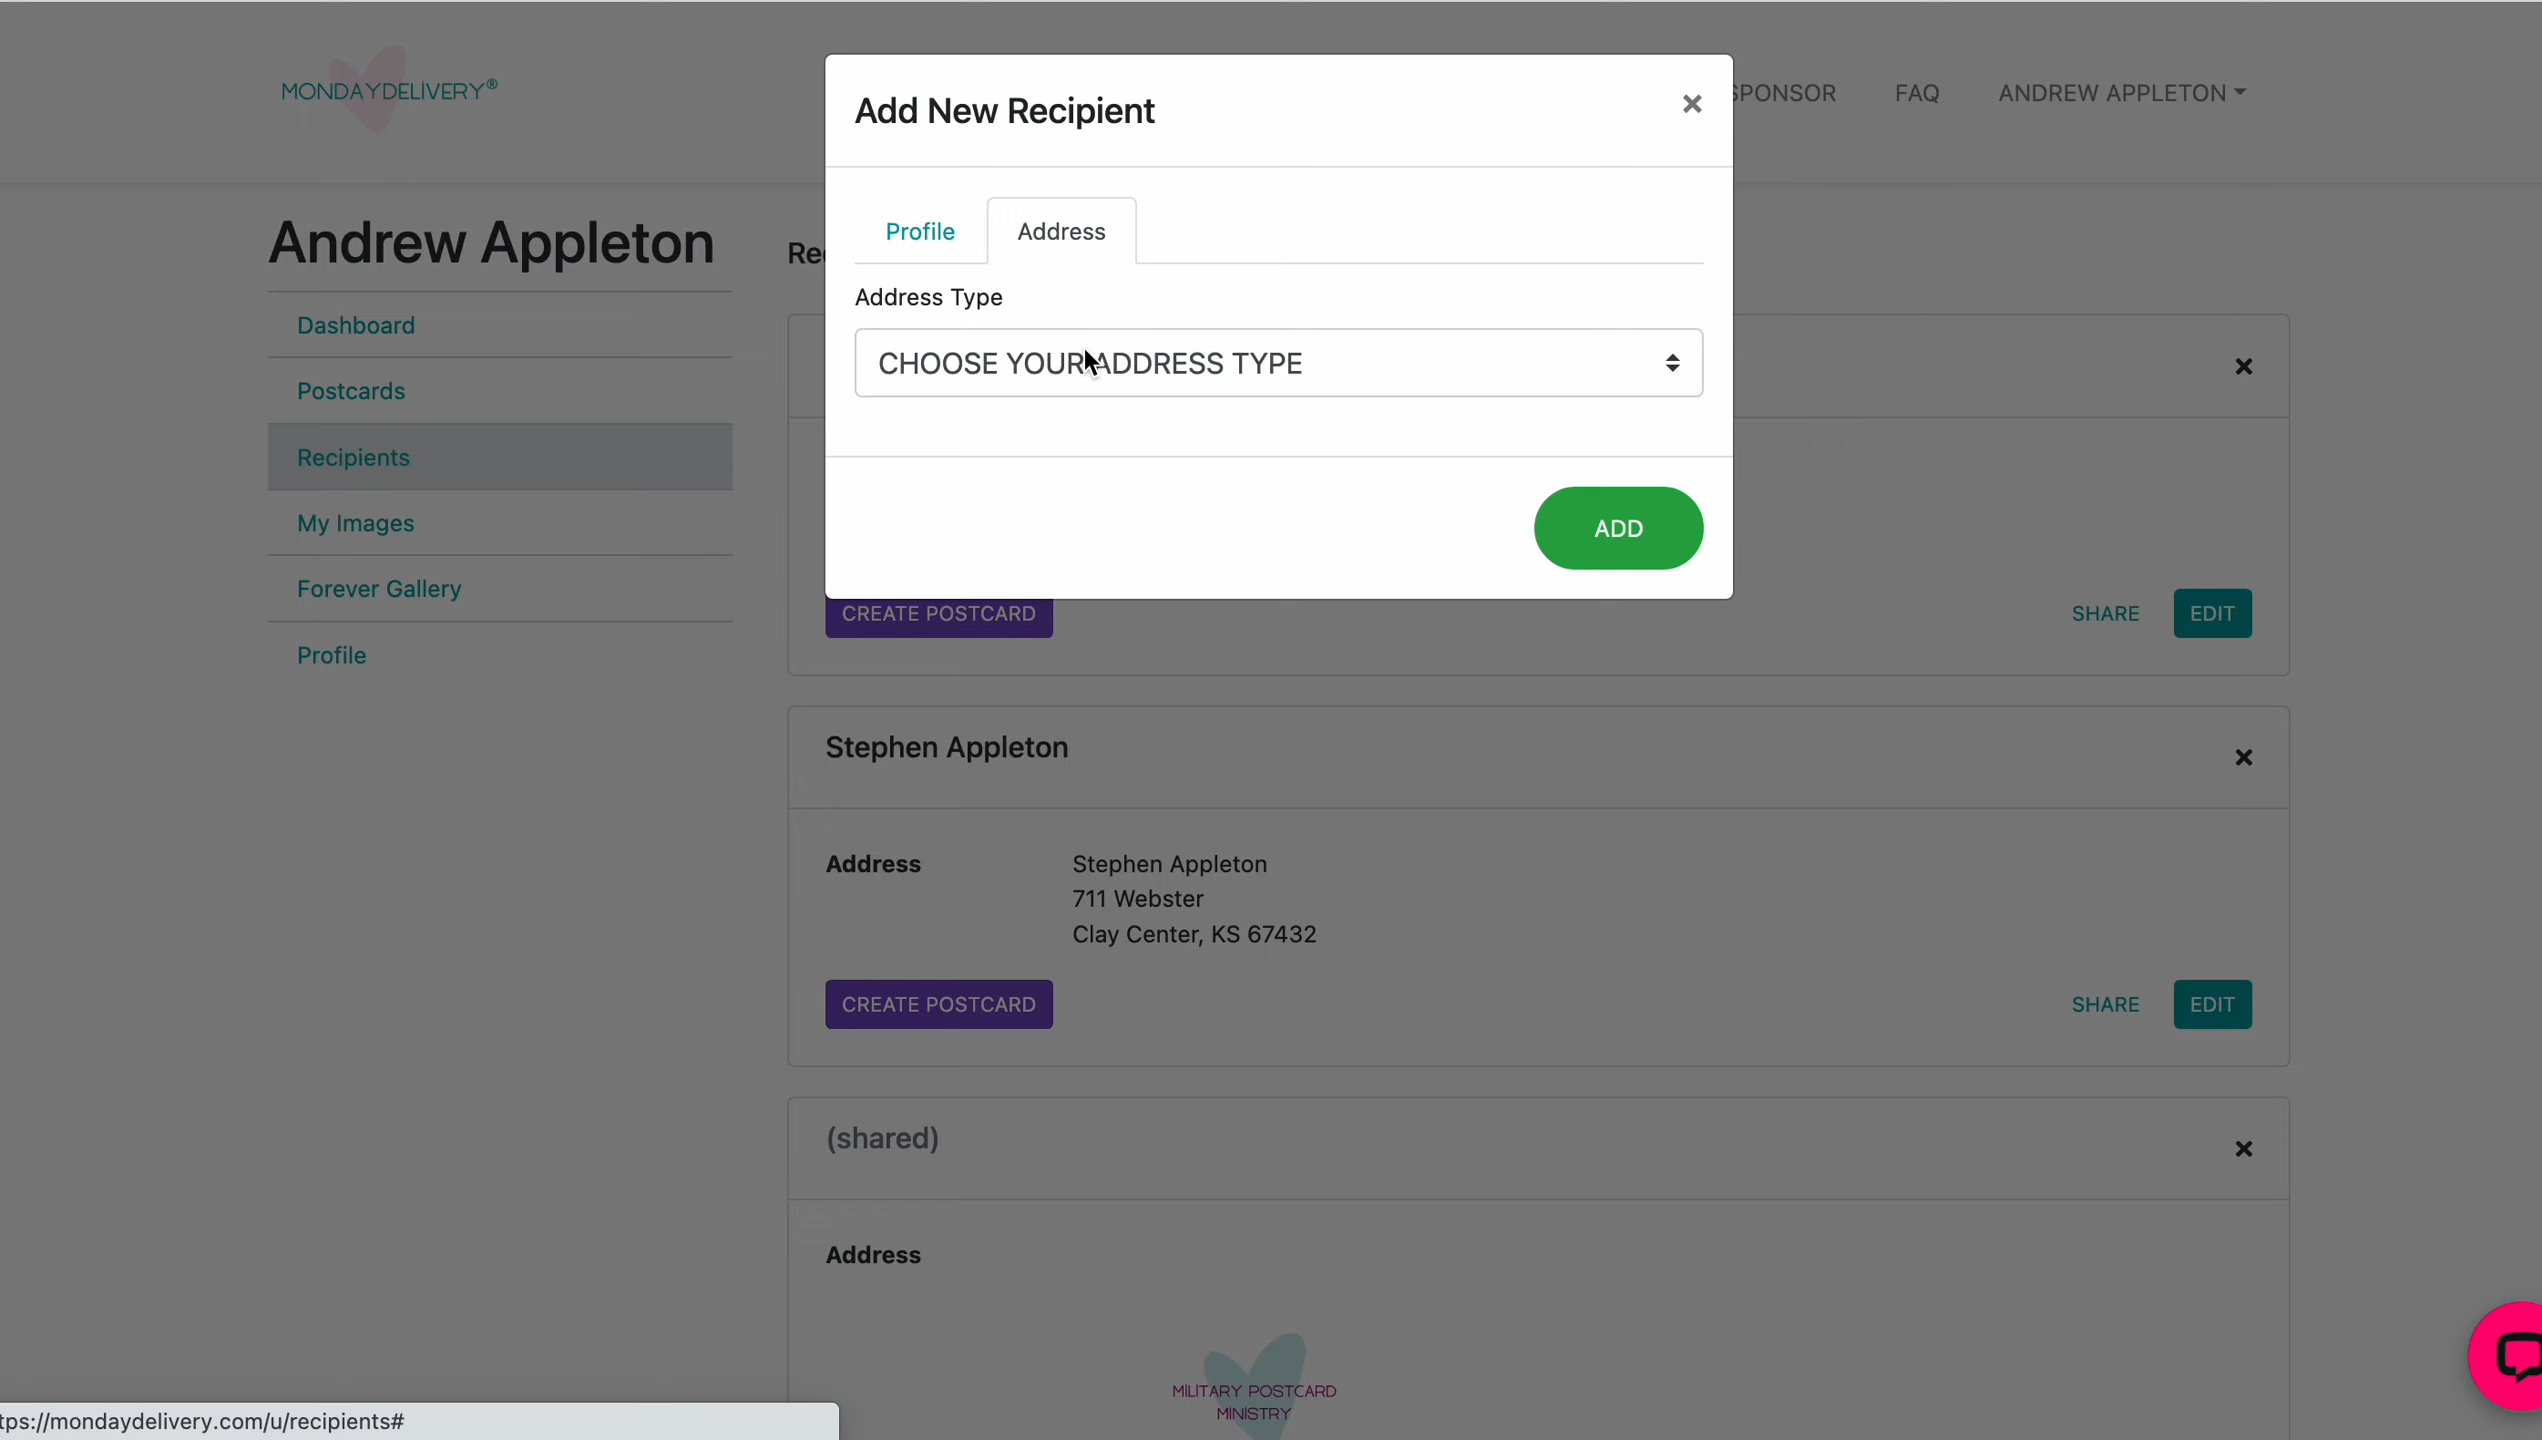 MONDAYDELIVERY®
FAQ
ANDREW APPLETON
Add New Recipient
Profile
Address
Address Type
CHOOSE YOUR ADDRESS TYPE
ADD
Andrew Appleton
Dashboard
Postcards
Recipients
My Images
Forever Gallery
Profile
CREATE POSTCARD
SHARE
EDIT
Stephen Appleton
Address
Stephen Appleton
711 Webster
Clay Center, KS 67432
CREATE POSTCARD
SHARE
EDIT
(shared)
Address
MILITARY POSTCARD
MINISTRY
tps://mondaydelivery.com/u/recipients#